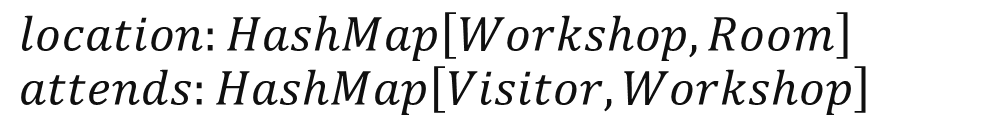 location: HashMap[Workshop, Room]
attends: HashMap[Visitor, Workshop]